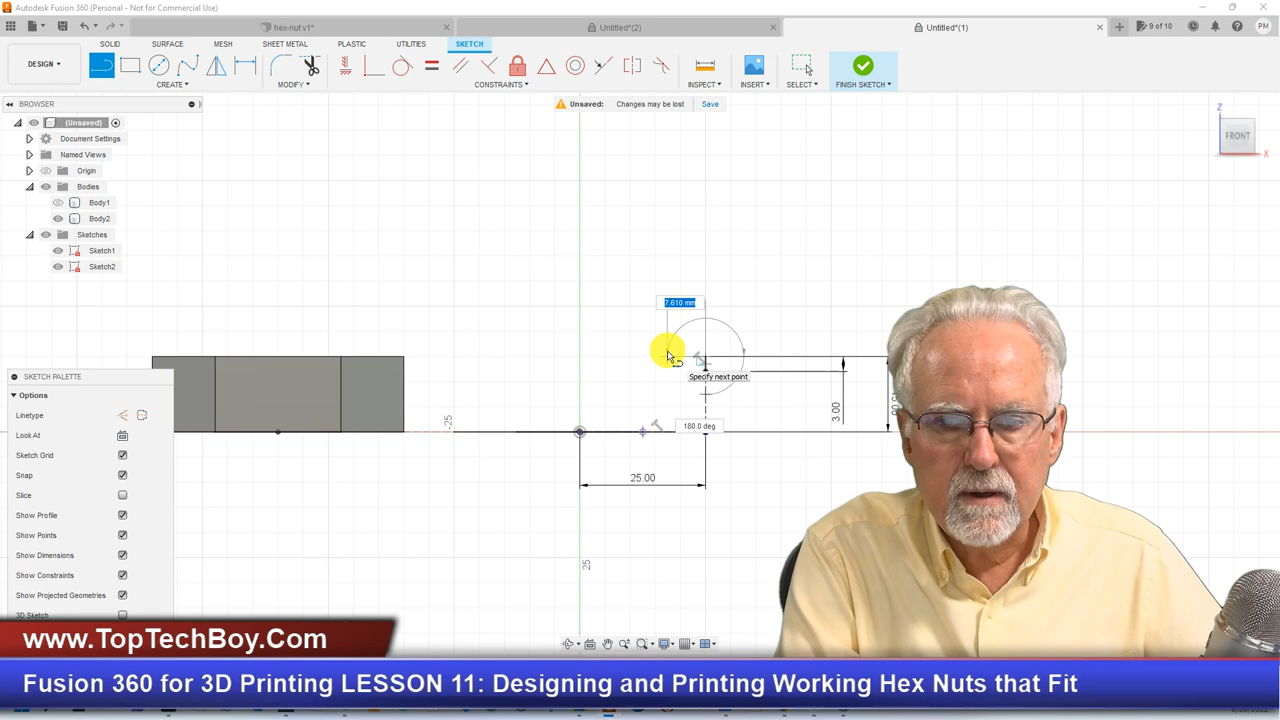 Autodesk Fusion 360 (Personal - Not for Commercial Use)
hex-nut v1*
Untitled*(2)
Untitled*(1)
9 of 10
PM
DESIGN
SOLID
SURFACE
MESH
SHEET METAL
PLASTIC
UTILITIES
SKETCH
CREATE
MODIFY
CONSTRAINTS
INSPECT
INSERT
SELECT
FINISH SKETCH
BROWSER
Unsaved: Changes may be lost Save
(Unsaved)
Document Settings
Named Views
Origin
Bodies
Body1
Body2
Sketches
Sketch1
Sketch2
Z
FRONT
X
7.610 mm
Specify next point
180.0 deg
3.00
-25
25.00
25
SKETCH PALETTE
Options
Linetype
Look At
Sketch Grid
Snap
Slice
Show Profile
Show Points
Show Dimensions
Show Constraints
Show Projected Geometries
3D Sketch
www.TopTechBoy.Com
Fusion 360 for 3D Printing LESSON 11: Designing and Printing Working Hex Nuts that Fit